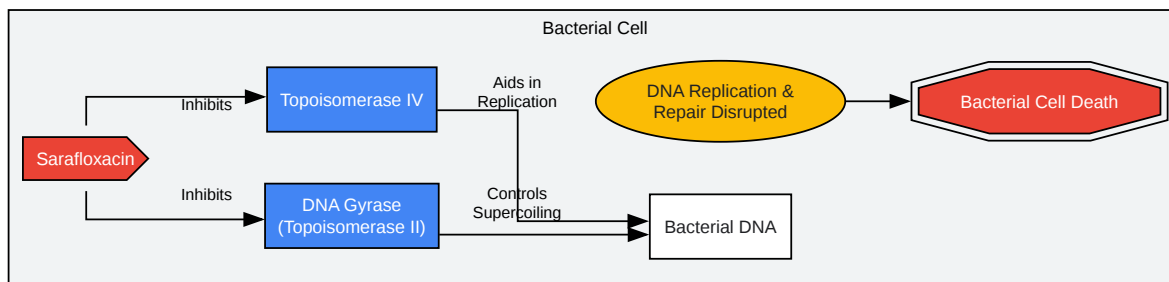 Bacterial Cell
Aids in
Replication
Inhibits
Topoisomerase IV
DNA Replication &
Repair Disrupted
Bacterial Cell Death
Sarafloxacin
Inhibits
DNA Gyrase
(Topoisomerase II)
Controls
Supercoiling
Bacterial DNA